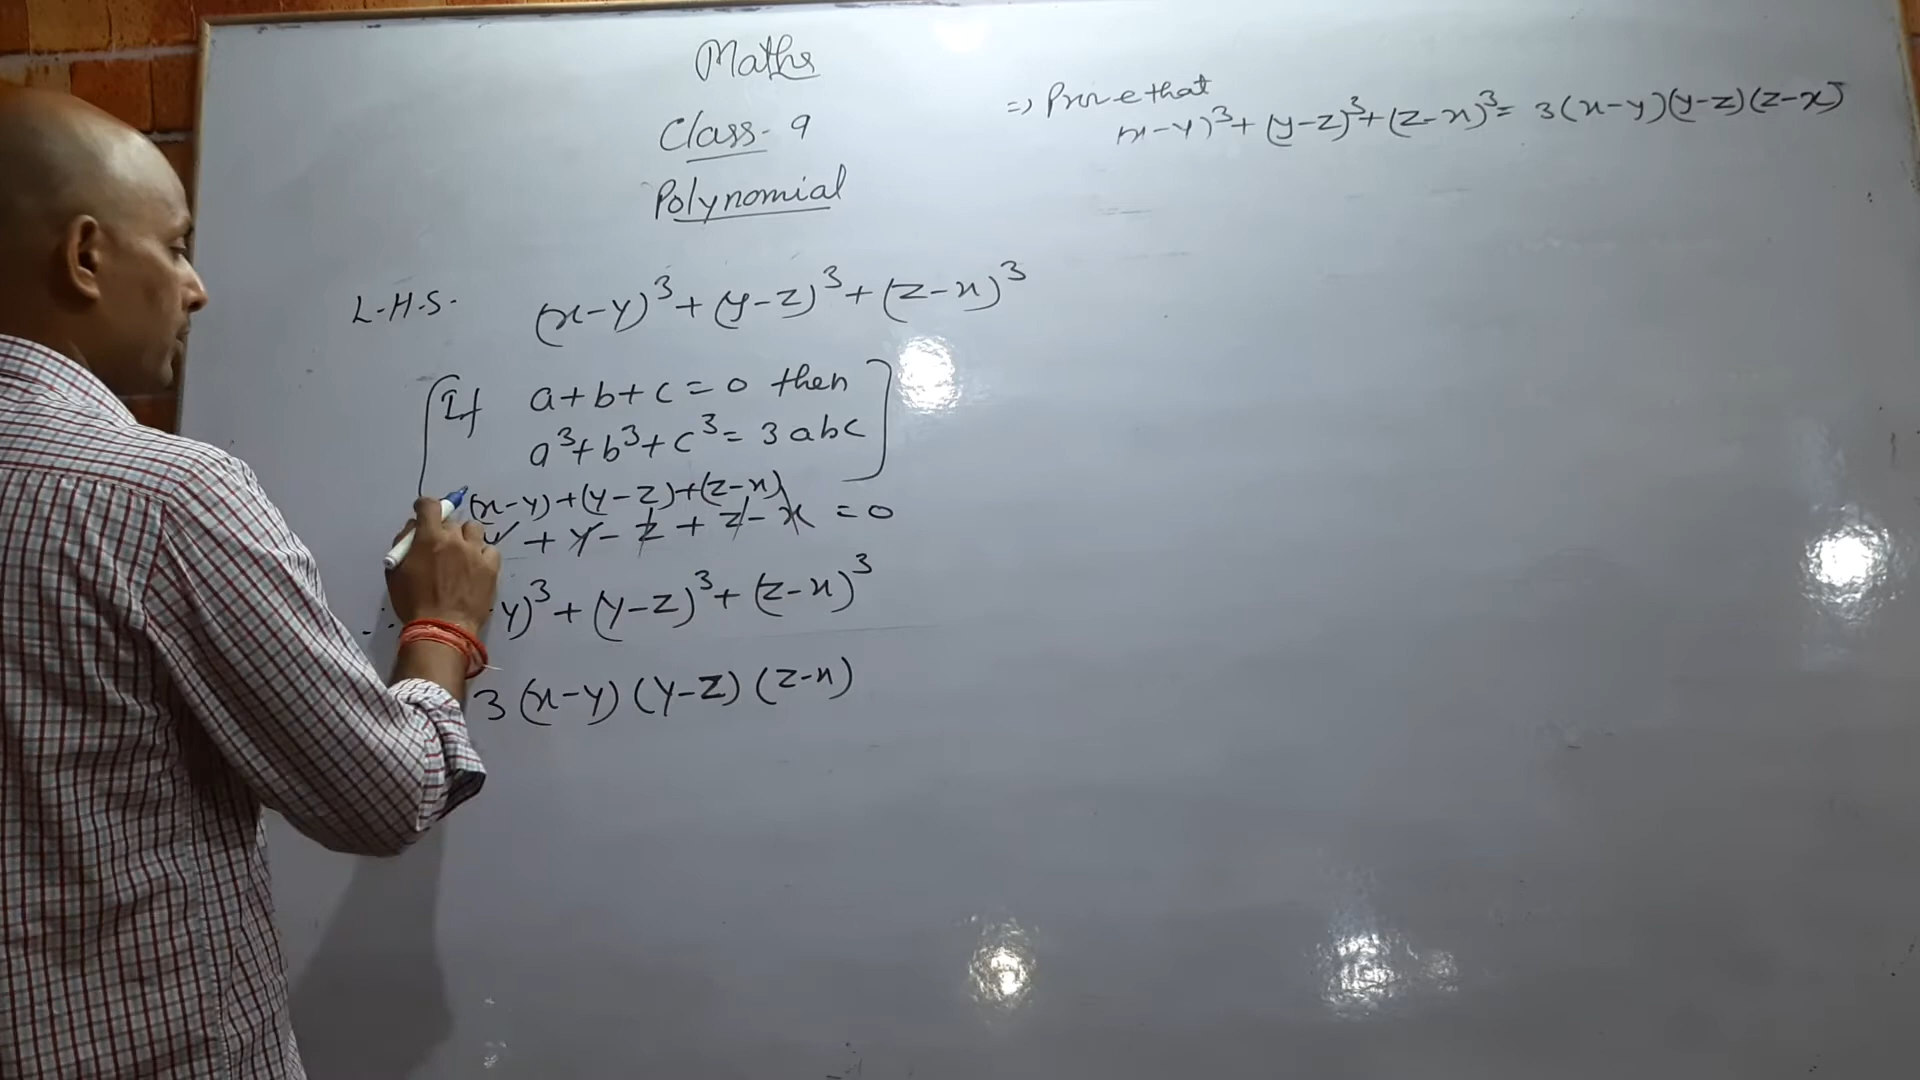 Maths
Class-9
Polynomial
=> Prove that
x-y)³+(y-z)³+(z-x)³= 3(x-y)(y-z)(z-x)
L.H.S. (x-y)³+(y-z)³+(z-x)³
If a+b+c=0 then
a³+b³+c³=3abc
(x-y)+(y-z)+(z-x)
y + y - z + z - x = 0
y)³+(y-z)³+(z-x)³
3(x-y)(y-z)(z-x)